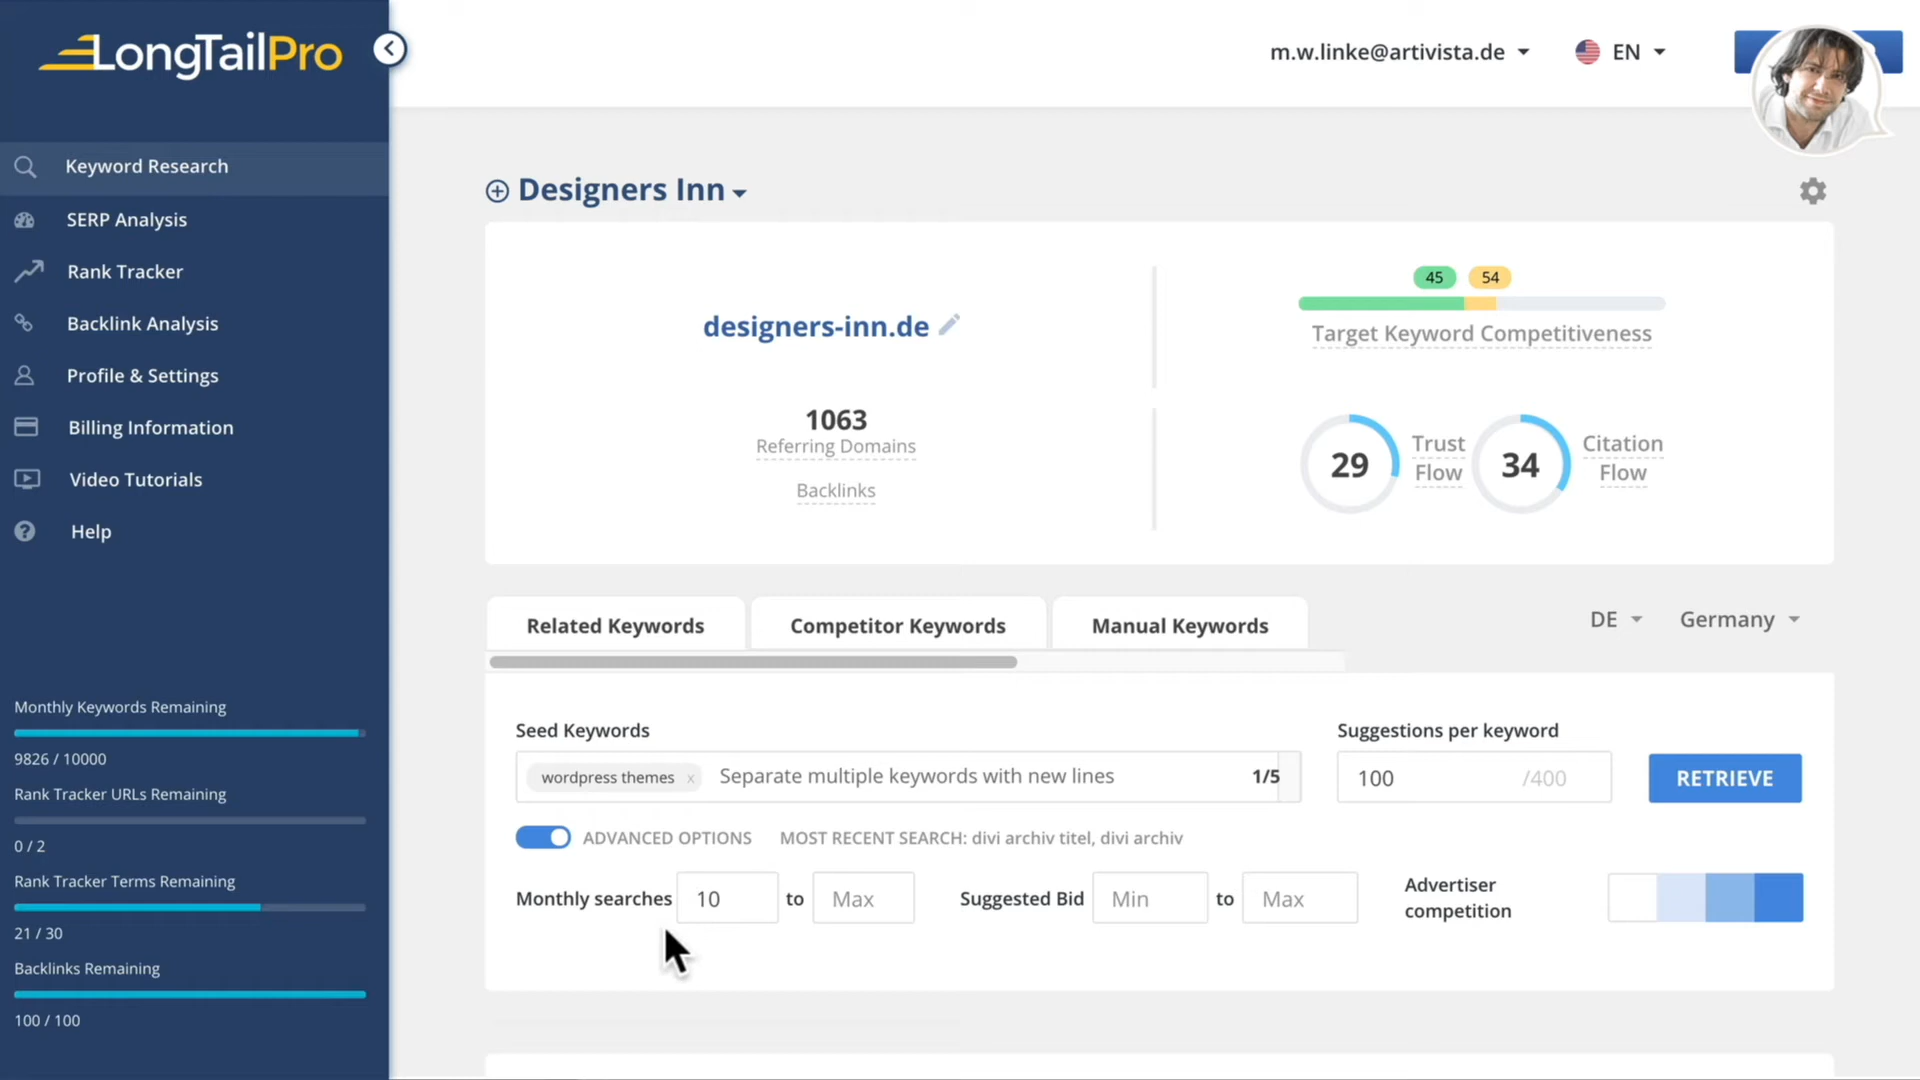 LongTailPro
m.w.linke@artivista.de
EN
Keyword Research
SERP Analysis
Rank Tracker
Backlink Analysis
Profile & Settings
Billing Information
Video Tutorials
Help
Monthly Keywords Remaining
9826 / 10000
Rank Tracker URLs Remaining
0 / 2
Rank Tracker Terms Remaining
21 / 30
Backlinks Remaining
100 / 100
Designers Inn
designers-inn.de
1063
Referring Domains
Backlinks
45 54
Target Keyword Competitiveness
29
Trust
Flow
34
Citation
Flow
Related Keywords
Competitor Keywords
Manual Keywords
DE
Germany
Seed Keywords
wordpress themes x Separate multiple keywords with new lines 1/5
Suggestions per keyword
100 /400
RETRIEVE
ADVANCED OPTIONS MOST RECENT SEARCH: divi archiv titel, divi archiv
Monthly searches 10 to Max
Suggested Bid Min to Max
Advertiser
competition